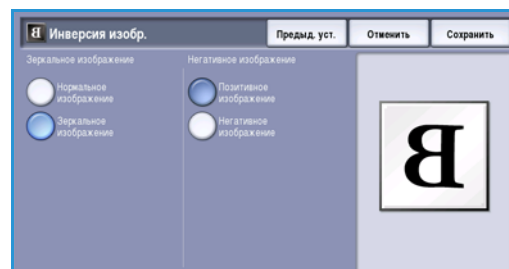 Инверсия изобр.
Предыд. уст.
Отменить
Сохранить
Зеркальное изображение
Негативное изображение
Нормальное
изображение
Зеркальное
изображение
Позитивное
изображение
Негативное
изображение
B